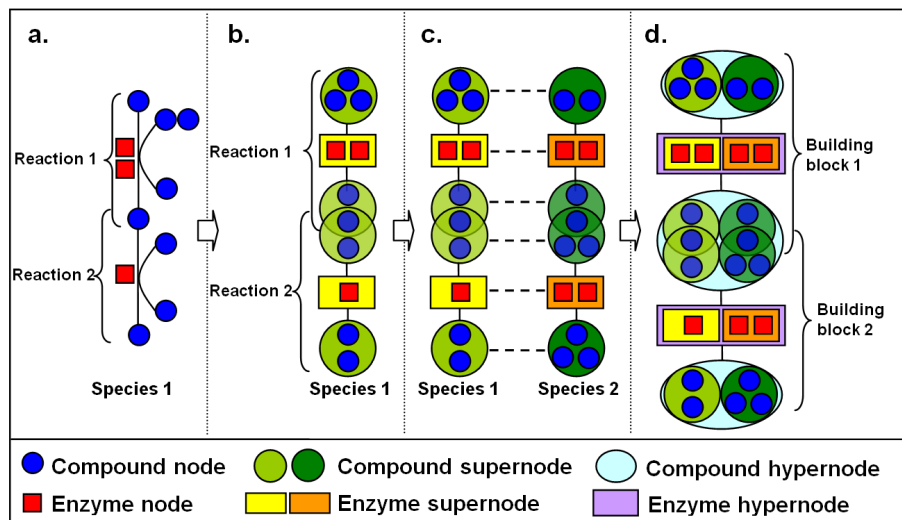 a.
Reaction 1
Reaction 2
Species 1
b.
Reaction 1
Reaction 2
Species 1
c.
Species 1
Species 2
d.
Building
block 1
Building
block 2
Compound node
Compound supernode
Compound hypernode
Enzyme node
Enzyme supernode
Enzyme hypernode